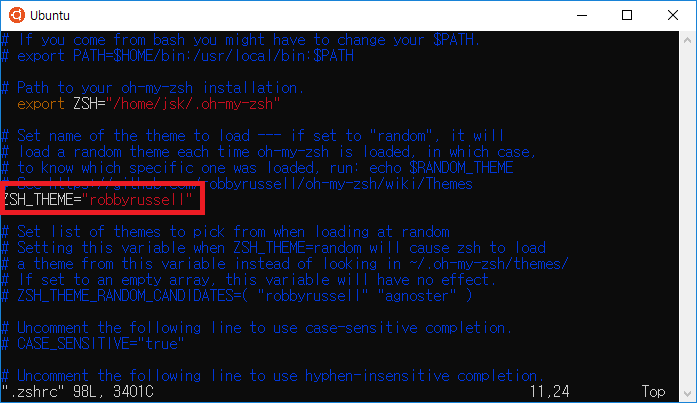 Ubuntu
# If you come from bash you might have to change your $PATH.
# export PATH=$HOME/bin:/usr/local/bin:$PATH
# Path to your oh-my-zsh installation.
export ZSH="/home/jsk/.oh-my-zsh"
# Set name of the theme to load --- if set to "random", it will
# load a random theme each time oh-my-zsh is loaded, in which case,
# to know which specific one was loaded, run: echo $RANDOM_THEME
# See https://github.com/robbyrussell/oh-my-zsh/wiki/Themes
ZSH_THEME="robbyrussell"
# Set list of themes to pick from when loading at random
# Setting this variable when ZSH_THEME=random will cause zsh to load
# a theme from this variable instead of looking in ~/.oh-my-zsh/themes/
# If set to an empty array, this variable will have no effect.
# ZSH_THEME_RANDOM_CANDIDATES=( "robbyrussell" "agnoster" )
# Uncomment the following line to use case-sensitive completion.
# CASE_SENSITIVE="true"
# Uncomment the following line to use hyphen-insensitive completion.
".zshrc" 98L, 3401C 11,24 Top